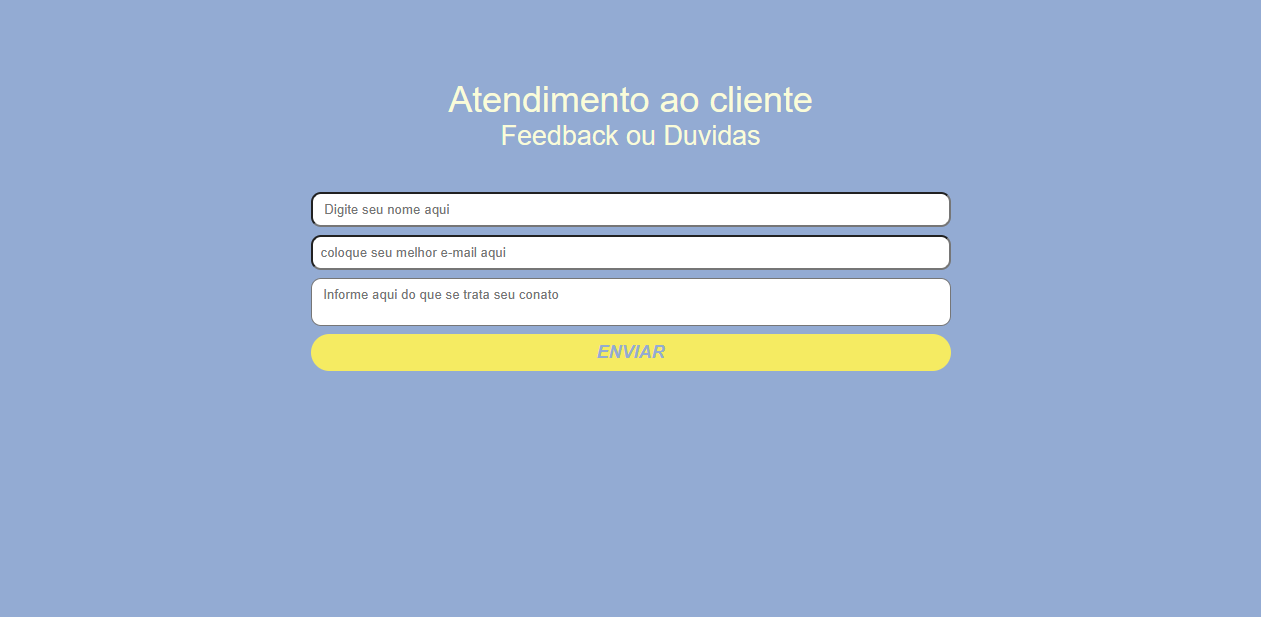 Atendimento ao cliente
Feedback ou Duvidas
Digite seu nome aqui
coloque seu melhor e-mail aqui
Informe aqui do que se trata seu conato
ENVIAR